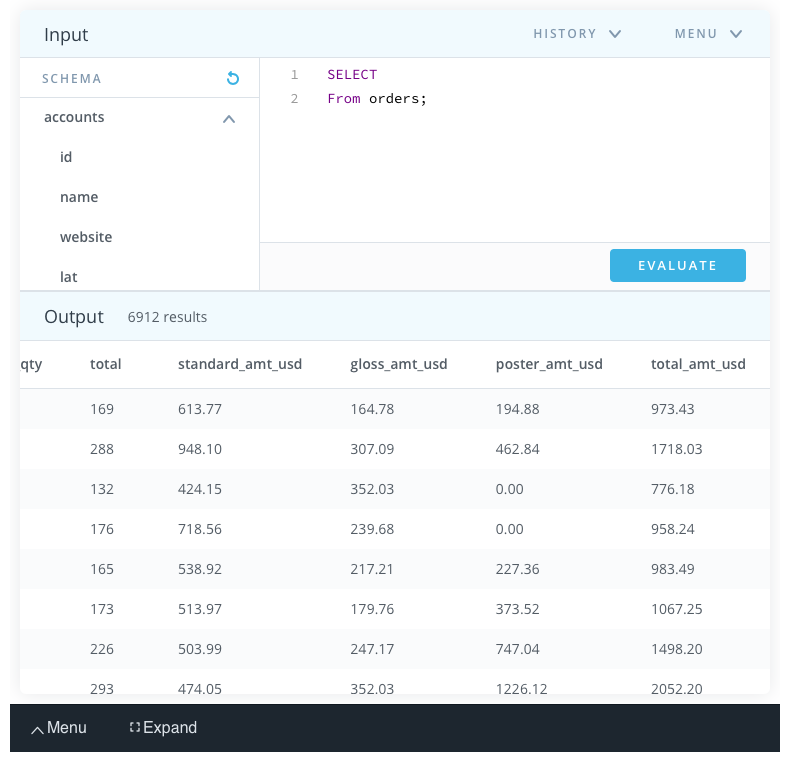 Input HISTORY MENU
SCHEMA
accounts
id
name
website
lat
1 SELECT
2 From orders;
EVALUATE
Output 6912 results
qty total standard_amt_usd gloss_amt_usd poster_amt_usd total_amt_usd
169 613.77 164.78 194.88 973.43
288 948.10 307.09 462.84 1718.03
132 424.15 352.03 0.00 776.18
176 718.56 239.68 0.00 958.24
165 538.92 217.21 227.36 983.49
173 513.97 179.76 373.52 1067.25
226 503.99 247.17 747.04 1498.20
293 474.05 352.03 1226.12 2052.20
Menu Expand